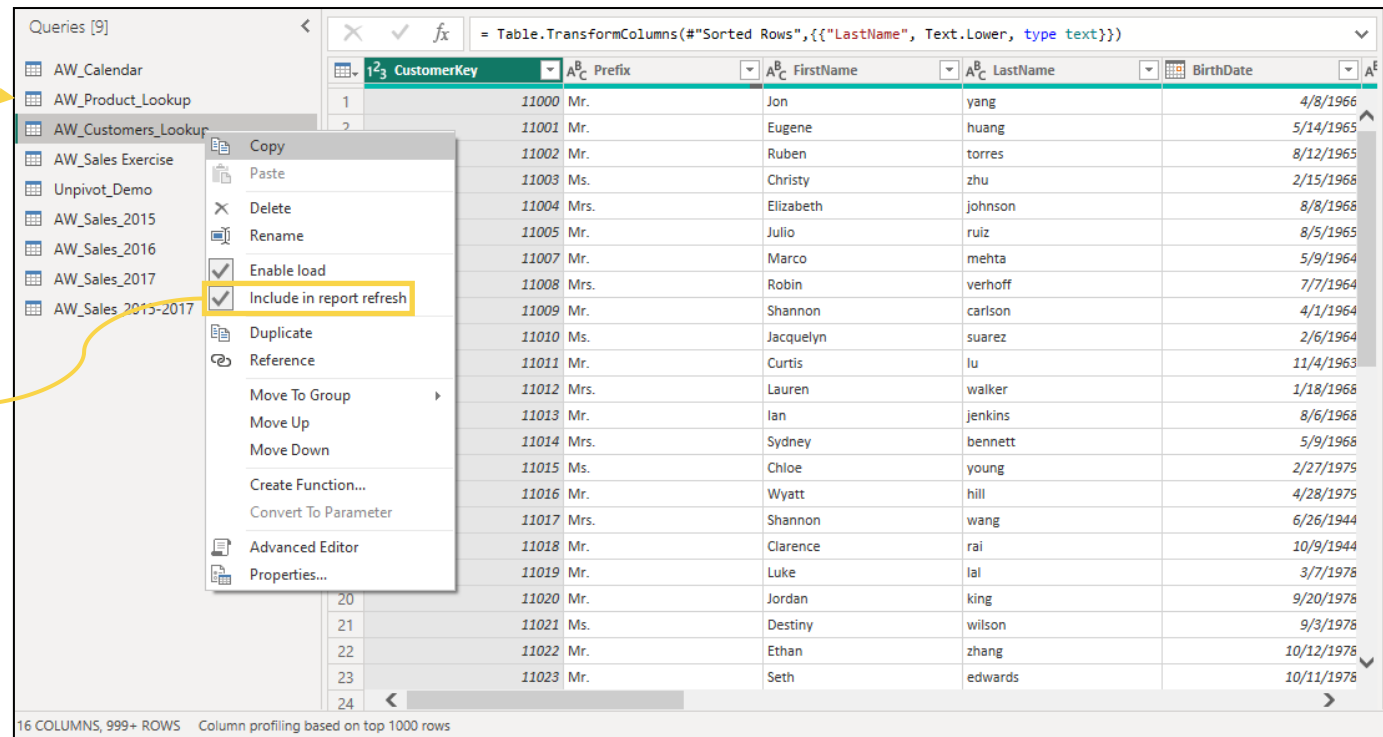 Queries [9]
fx = Table.TransformColumns(#"Sorted Rows",{{"LastName", Text.Lower, type text}})
AW_Calendar
AW_Product_Lookup
AW_Customers_Lookup
AW_Sales Exercise
Unpivot_Demo
AW_Sales_2015
AW_Sales_2016
AW_Sales_2017
AW_Sales_2015-2017
Copy
Paste
Delete
Rename
Enable load
Include in report refresh
Duplicate
Reference
Move To Group
Move Up
Move Down
Create Function...
Convert To Parameter
Advanced Editor
Properties...
1²3 CustomerKey ABC Prefix ABC FirstName ABC LastName BirthDate AB
1 11000 Mr. Jon yang 4/8/1966
2 11001 Mr. Eugene huang 5/14/1965
11002 Mr. Ruben torres 8/12/1965
11003 Ms. Christy zhu 2/15/1968
11004 Mrs. Elizabeth johnson 8/8/1968
11005 Mr. Julio ruiz 8/5/1965
11007 Mr. Marco mehta 5/9/1964
11008 Mrs. Robin verhoff 7/7/1964
11009 Mr. Shannon carlson 4/1/1964
11010 Ms. Jacquelyn suarez 2/6/1964
11011 Mr. Curtis lu 11/4/1963
11012 Mrs. Lauren walker 1/18/1968
11013 Mr. Ian jenkins 8/6/1968
11014 Mrs. Sydney bennett 5/9/1968
11015 Ms. Chloe young 2/27/1979
11016 Mr. Wyatt hill 4/28/1979
11017 Mrs. Shannon wang 6/26/1944
11018 Mr. Clarence rai 10/9/1944
11019 Mr. Luke lal 3/7/1978
20 11020 Mr. Jordan king 9/20/1978
21 11021 Ms. Destiny wilson 9/3/1978
22 11022 Mr. Ethan zhang 10/12/1978
23 11023 Mr. Seth edwards 10/11/1978
24
16 COLUMNS, 999+ ROWS Column profiling based on top 1000 rows